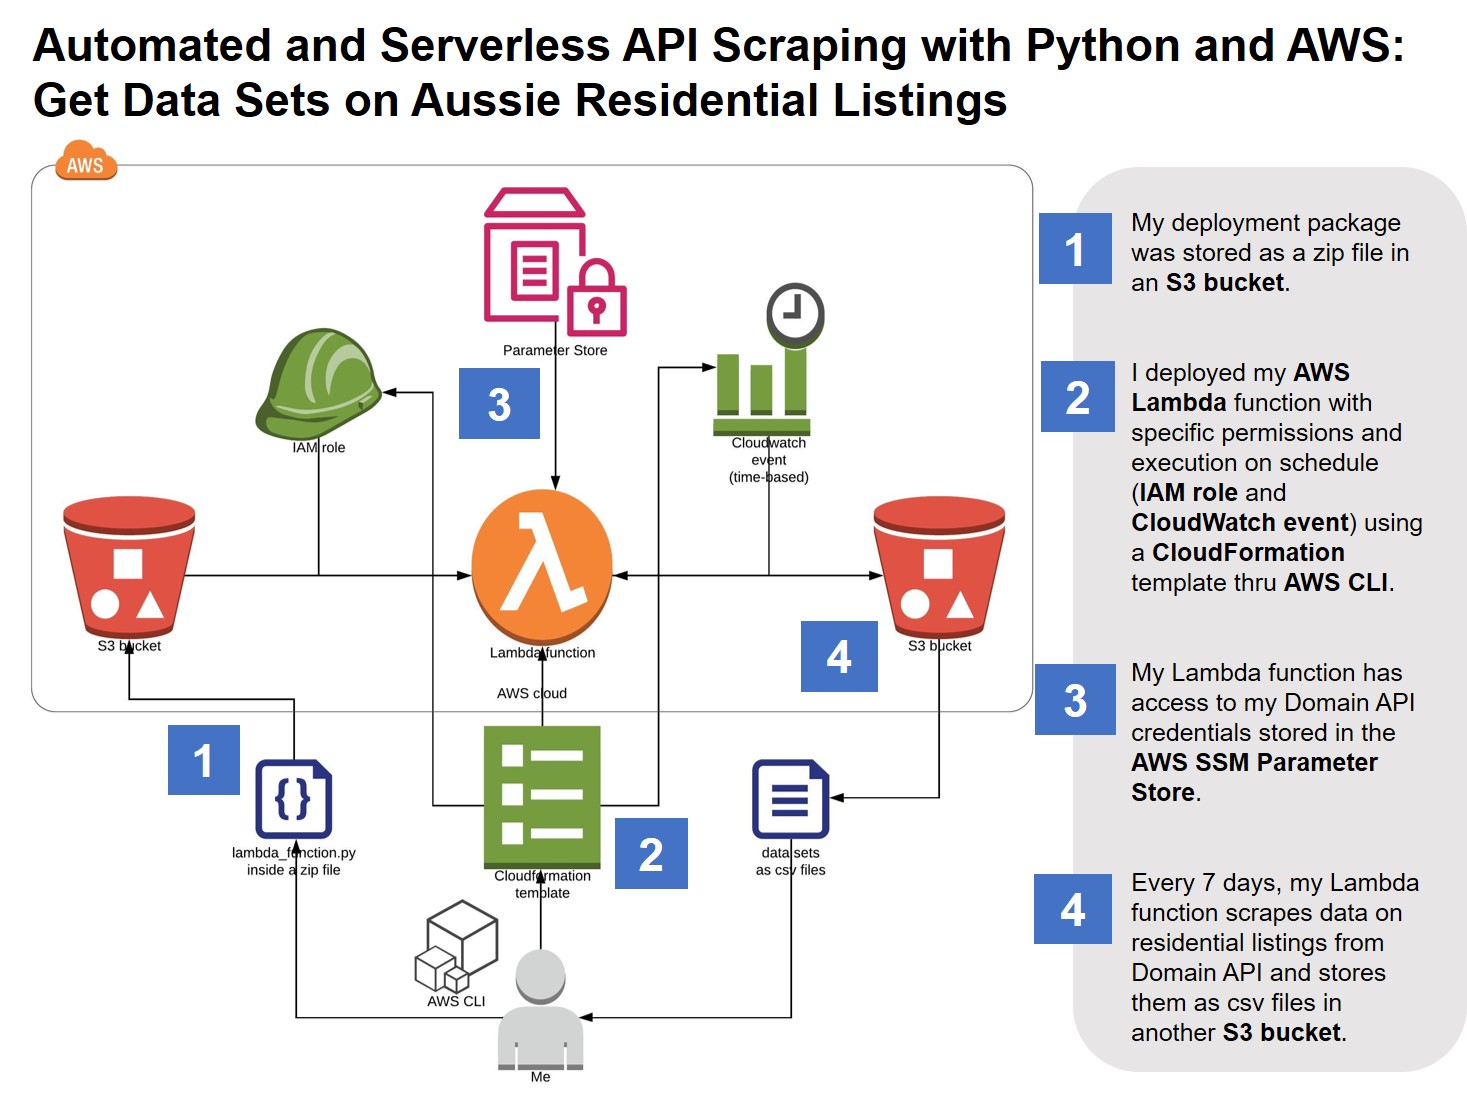 Automated and Serverless API Scraping with Python and AWS:
Get Data Sets on Aussie Residential Listings
AWS
Parameter Store
3
IAM role
Cloudwatch
event
(time-based)
S3 bucket
Lambda function
S3 bucket
4
AWS cloud
1
{}
lambda_function.py
inside a zip file
2
Cloudformation
template
data sets
as csv files
AWS CLI
Me
1
My deployment package
was stored as a zip file in
an S3 bucket.
2
I deployed my AWS
Lambda function with
specific permissions and
execution on schedule
(IAM role and
CloudWatch event) using
a CloudFormation
template thru AWS CLI.
3
My Lambda function has
access to my Domain API
credentials stored in the
AWS SSM Parameter
Store.
4
Every 7 days, my Lambda
function scrapes data on
residential listings from
Domain API and stores
them as csv files in
another S3 bucket.